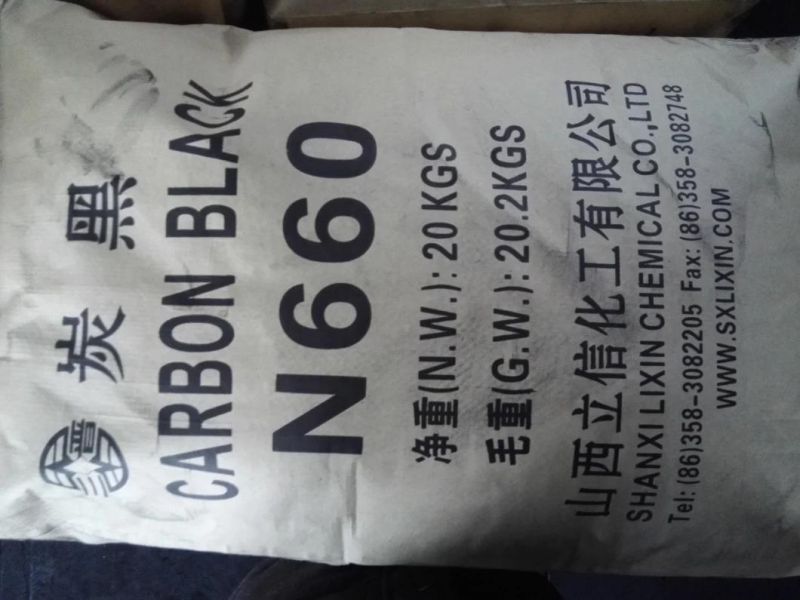 晋
炭 黑
CARBON BLACK
N660
净重(N.W.): 20 KGS
毛重(G.W.): 20.2KGS
山西立信化工有限公司
SHANXI LIXIN CHEMICAL CO.,LTD
Tel: (86)358-3082205 Fax: (86)358-3082748
WWW.SXLIXIN.COM